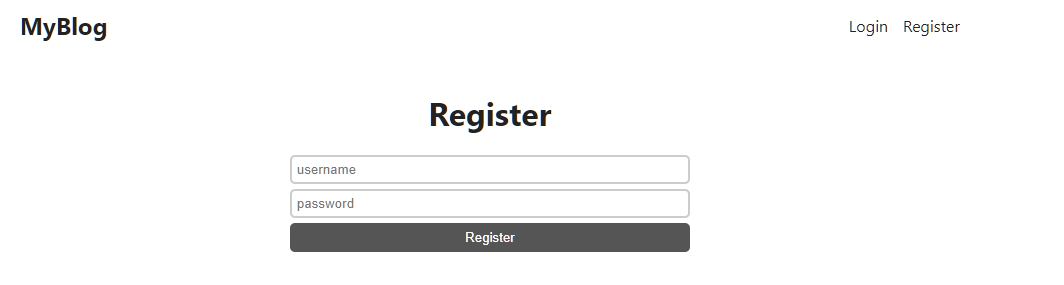 MyBlog
Login Register
Register
username
password
Register